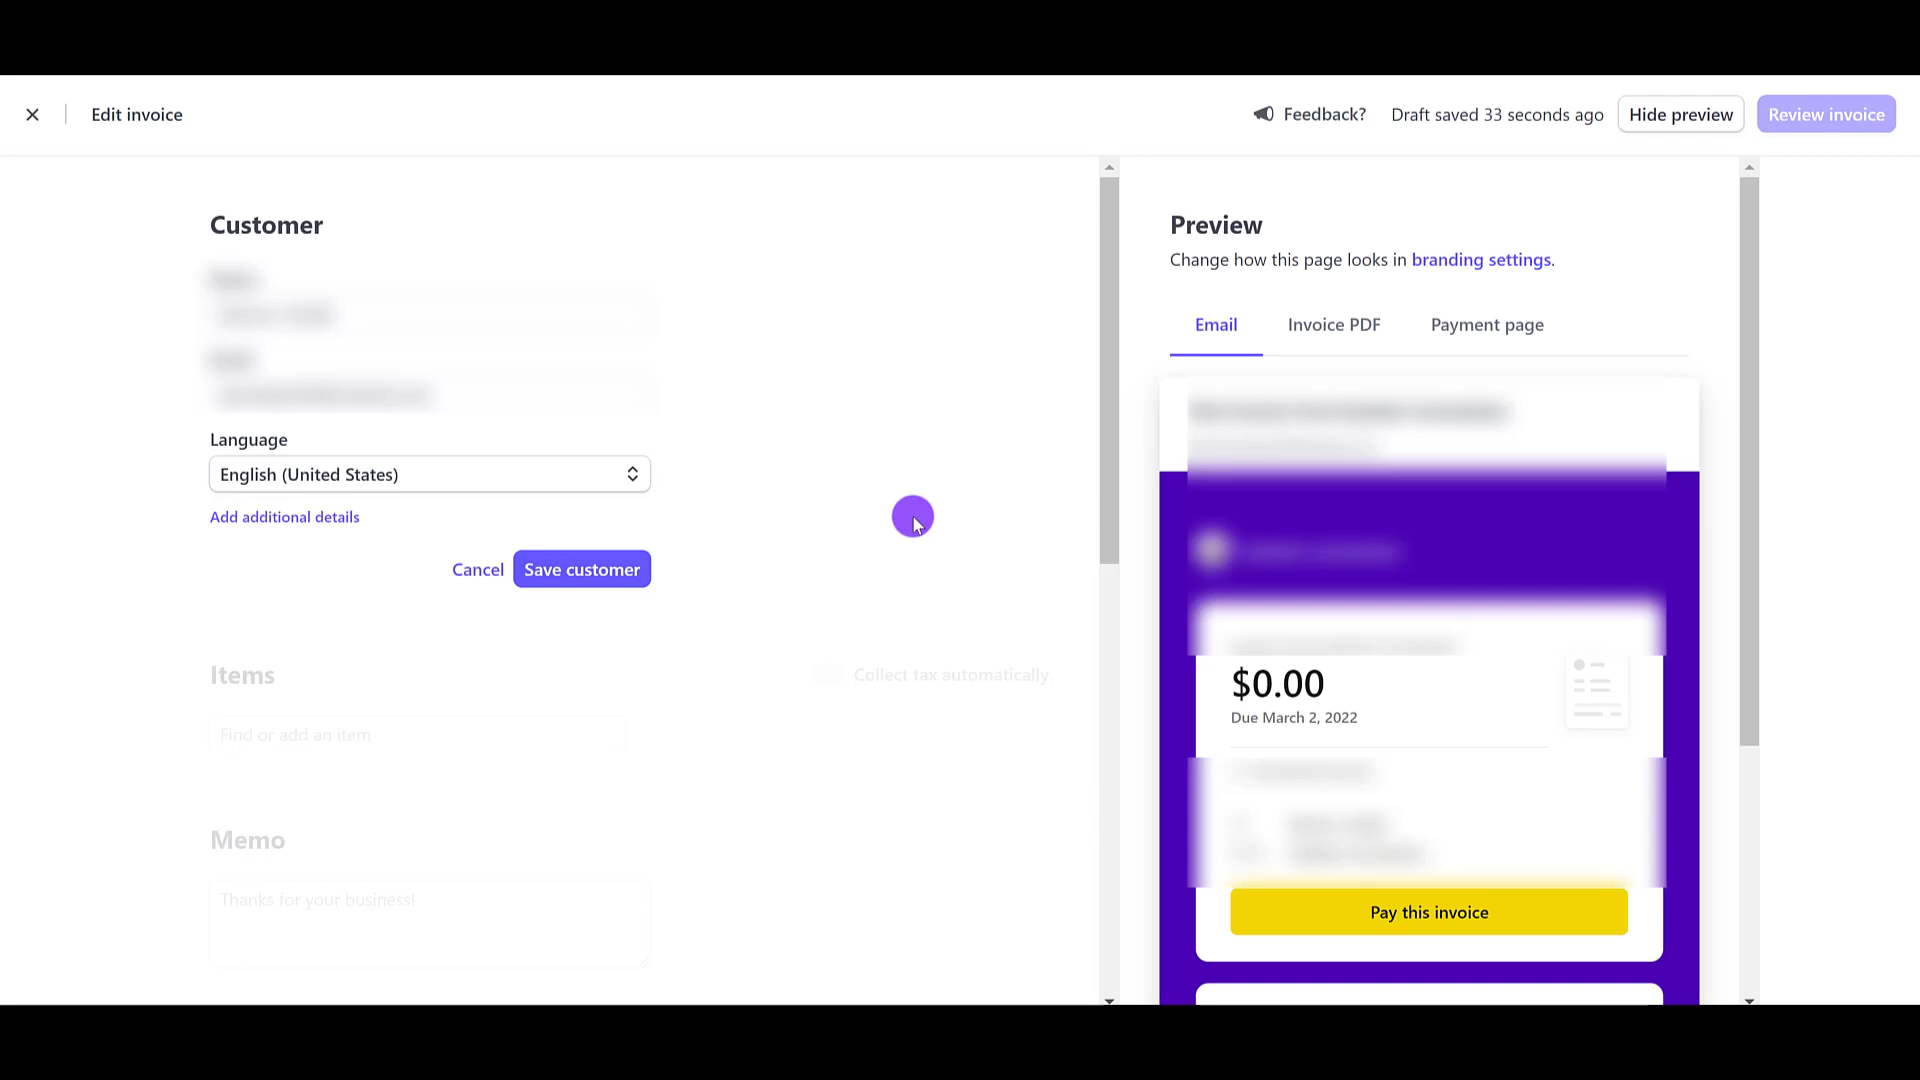 Edit invoice
Feedback?
Draft saved 33 seconds ago
Hide preview
Review invoice
Customer
Language
English (United States)
Add additional details
Cancel
Save customer
Items
Collect tax automatically
Find or add an item
Memo
Thanks for your business!
Preview
Change how this page looks in branding settings.
Email
Invoice PDF
Payment page
$0.00
Due March 2, 2022
Pay this invoice